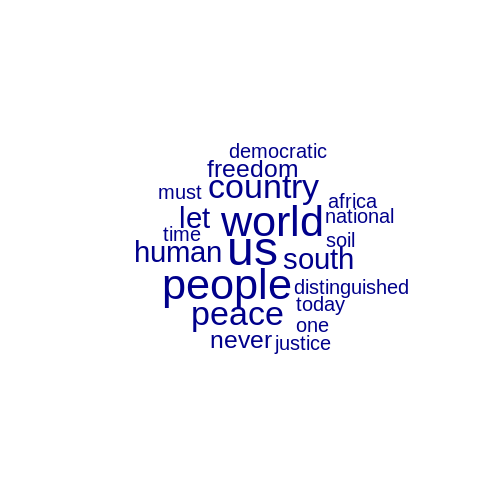 democratic
freedom
country
must
africa
let
world
national
time
us
soil
human
south
people
distinguished
today
peace
one
never
justice